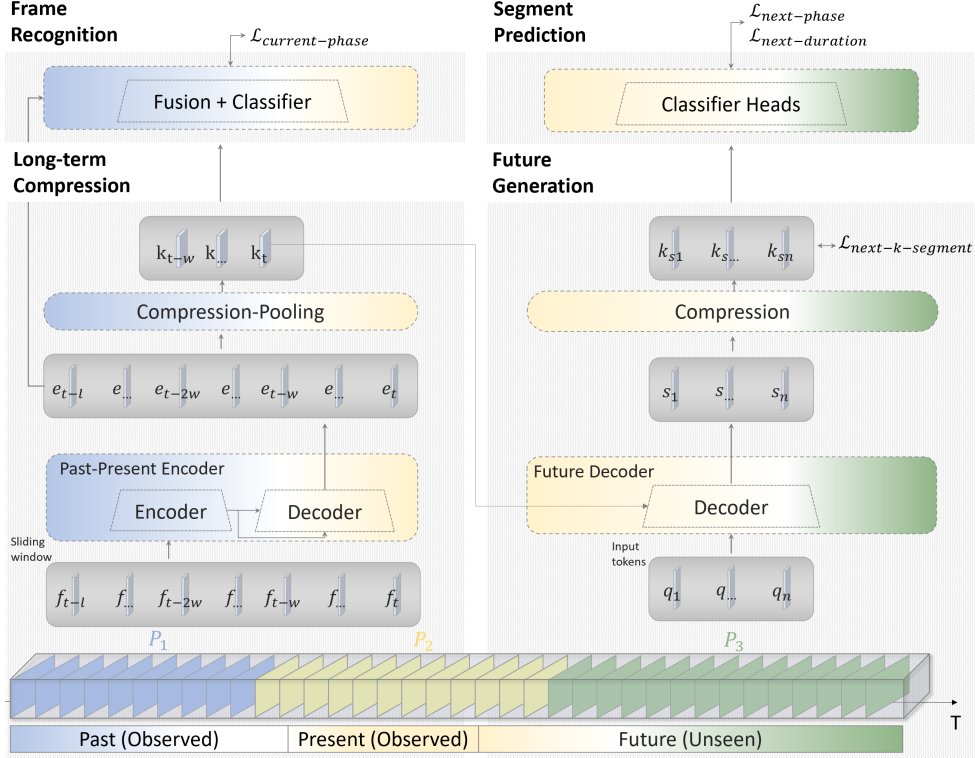 Frame
Recognition
ℒcurrent−phase
Fusion + Classifier
Long-term
Compression
kt−w k... kt
Compression-Pooling
et−l e... et−2w e... et−w e... et
Past-Present Encoder
Encoder
Decoder
Sliding
window
ft−l f... ft−2w f... ft−w f... ft
Segment
Prediction
ℒnext−phase
ℒnext−duration
Classifier Heads
Future
Generation
ks1 ks... ksn
ℒnext−k−segment
Compression
s1 s... sn
Future Decoder
Decoder
Input
tokens
q1 q... qn
P1 P2 P3
T
Past (Observed) Present (Observed) Future (Unseen)